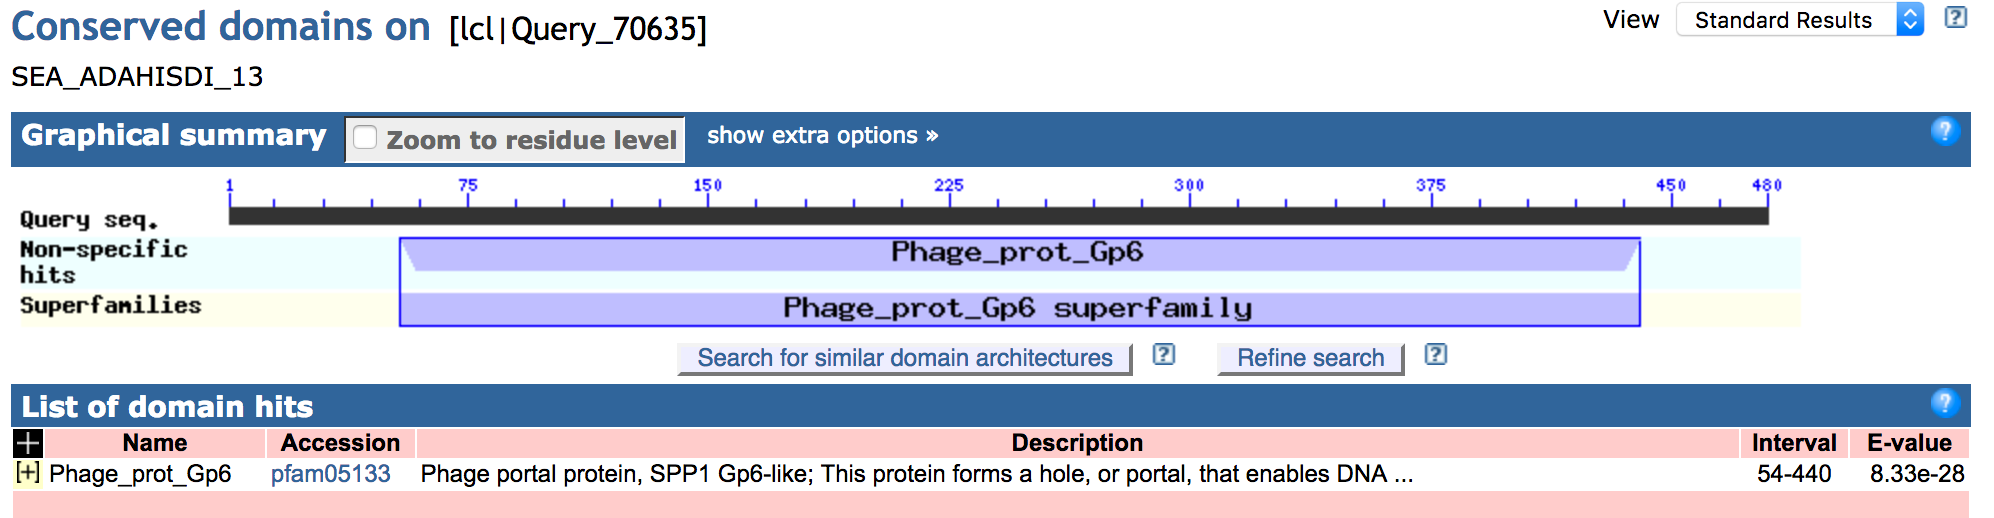 Conserved domains on [lcl|Query_70635]
View Standard Results ?
SEA_ADAHISDI_13
Graphical summary Zoom to residue level show extra options » ?
1 75 150 225 300 375 450 480
Query seq.
Non-specific hits
Phage_prot_Gp6
Superfamilies
Phage_prot_Gp6 superfamily
Search for similar domain architectures ? Refine search ?
List of domain hits ?
+ Name Accession Description Interval E-value
[+] Phage_prot_Gp6 pfam05133 Phage portal protein, SPP1 Gp6-like; This protein forms a hole, or portal, that enables DNA ... 54-440 8.33e-28